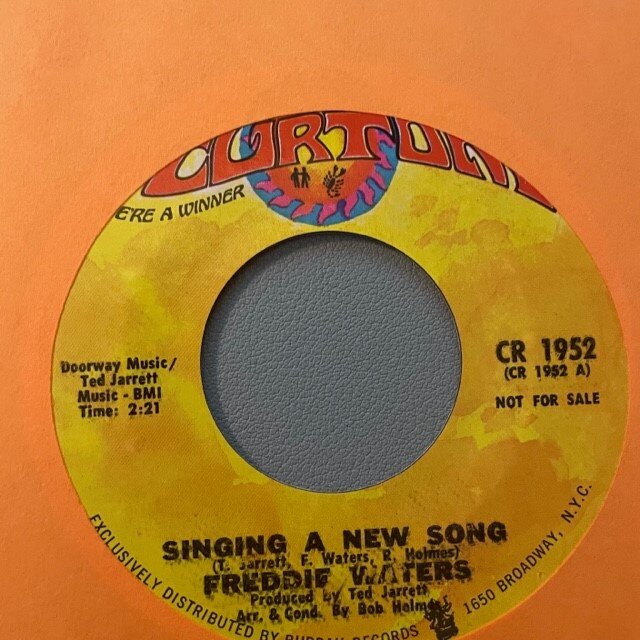 CURTOM
ERE A WINNER
Doorway Music/
Ted Jarrett
Music - BMI
Time: 2:21
CR 1952
(CR 1952 A)
NOT FOR SALE
SINGING A NEW SONG
(T. Jarrett, F. Waters, R. Holmes)
FREDDIE WATERS
Produced by Ted Jarrett
Arr. & Cond. By Bob Holmes
EXCLUSIVELY DISTRIBUTED BY BUDDAH RECORDS 1650 BROADWAY, N.Y.C.